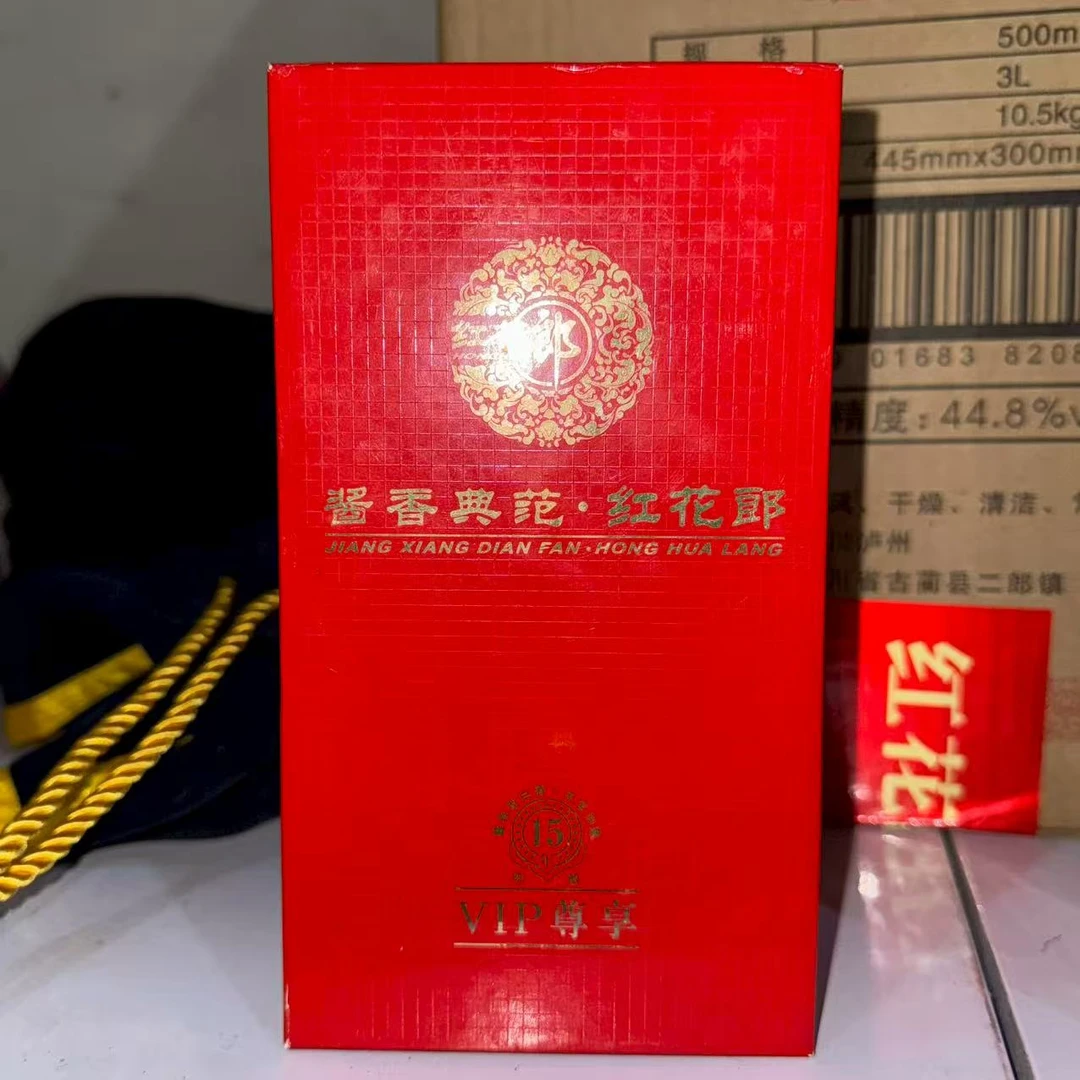 规 格
500m
3L
10.5kg
445mmx300mm
01683 8208
精度:44.8%v
、干燥、清洁、
泸州
川省古蔺县二郎镇
郎
酱香典范·红花郎
JIANG XIANG DIAN FAN·HONG HUA LANG
15
VIP尊享
红花